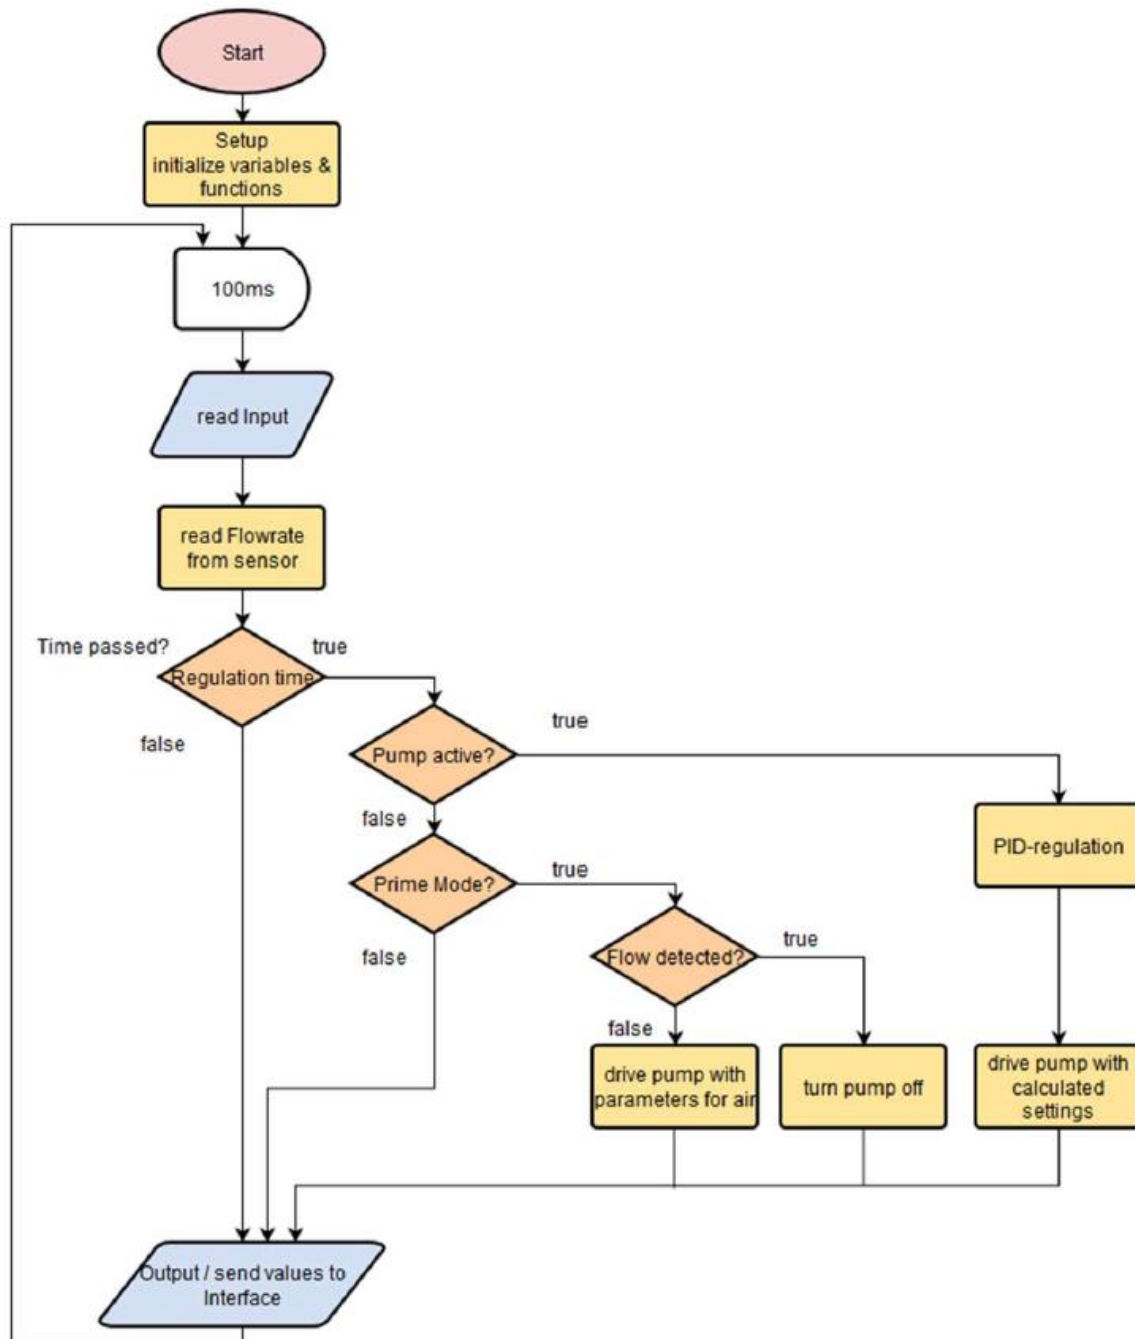 Start
Setup
initialize variables &
functions
100ms
read Input
read Flowrate
from sensor
Time passed?
true
Regulation time
false
true
Pump active?
false
PID-regulation
true
Prime Mode?
false
true
Flow detected?
false
drive pump with
parameters for air
turn pump off
drive pump with
calculated
settings
Output / send values to
Interface